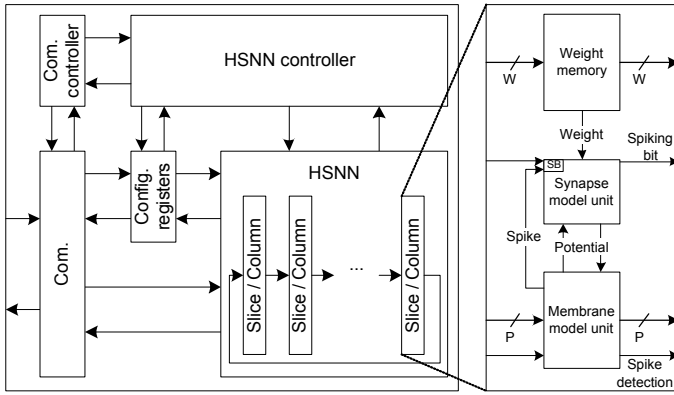 Com.
controller
HSNN controller
Com.
Config.
registers
HSNN
Slice / Column
Slice / Column
...
Slice / Column
Weight
memory
W
W
Weight
Spiking
bit
SB
Synapse
model unit
Spike
Potential
Membrane
model unit
P
P
Spike
detection